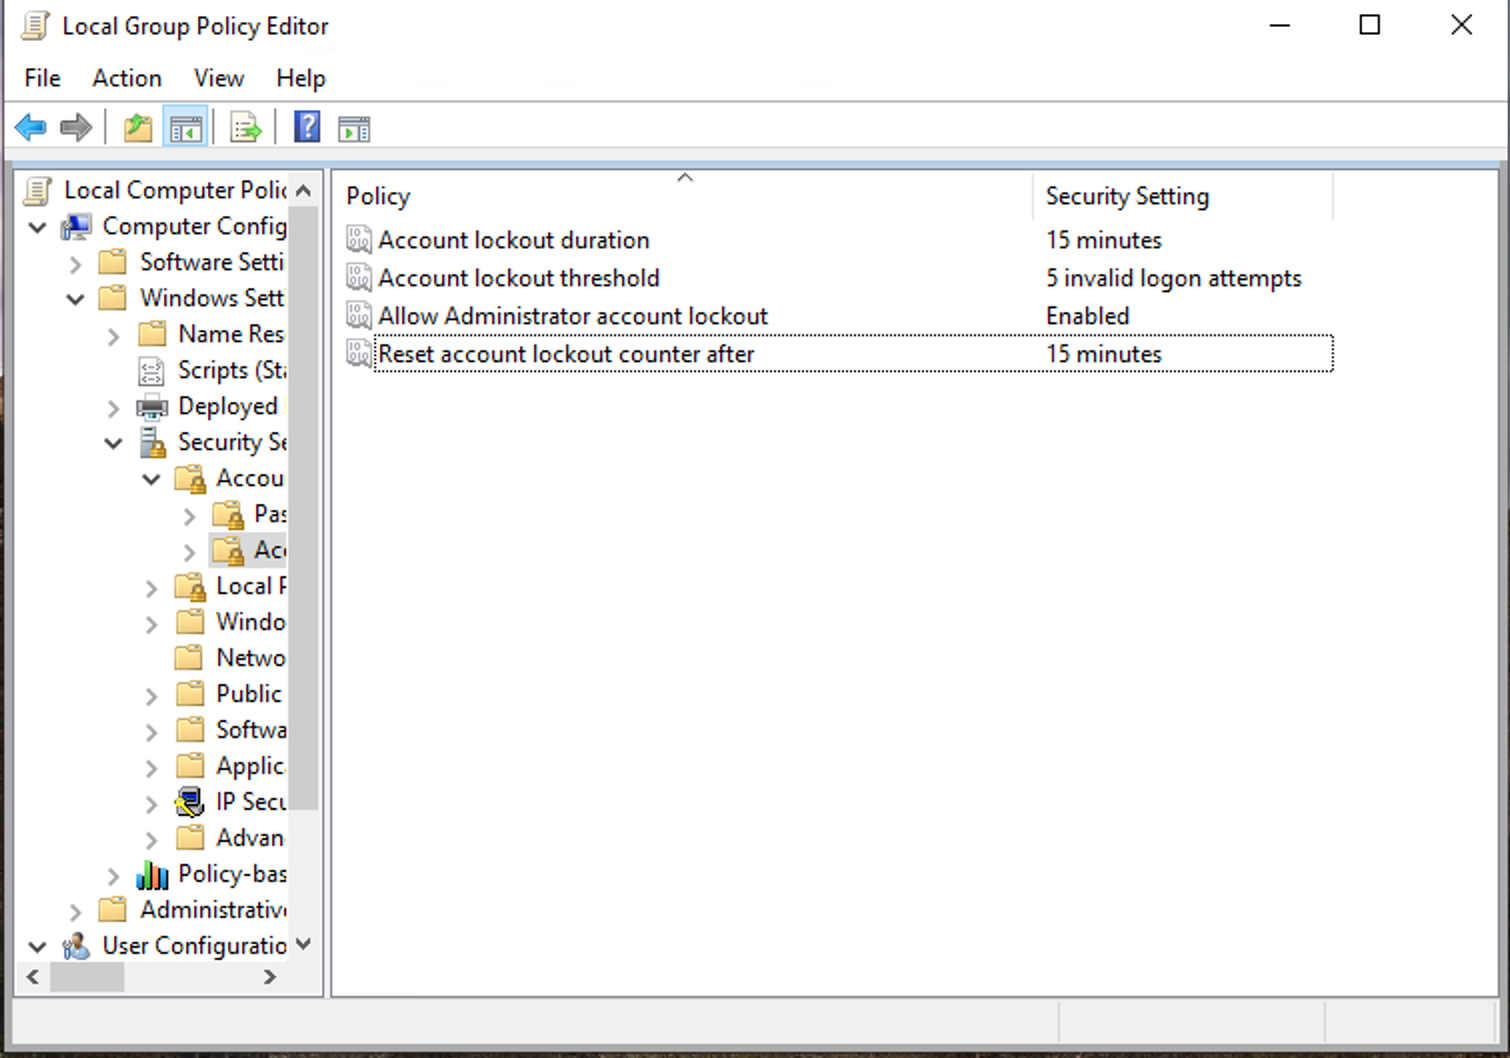 Local Group Policy Editor
File Action View Help
Local Computer Polic
Computer Config
Software Setti
Windows Sett
Name Res
Scripts (Sta
Deployed
Security Se
Accou
Pas
Acc
Local P
Windo
Netwo
Public
Softwa
Applic
IP Secu
Advan
Policy-bas
Administrativ
User Configuratio
Policy Security Setting
Account lockout duration 15 minutes
Account lockout threshold 5 invalid logon attempts
Allow Administrator account lockout Enabled
Reset account lockout counter after 15 minutes